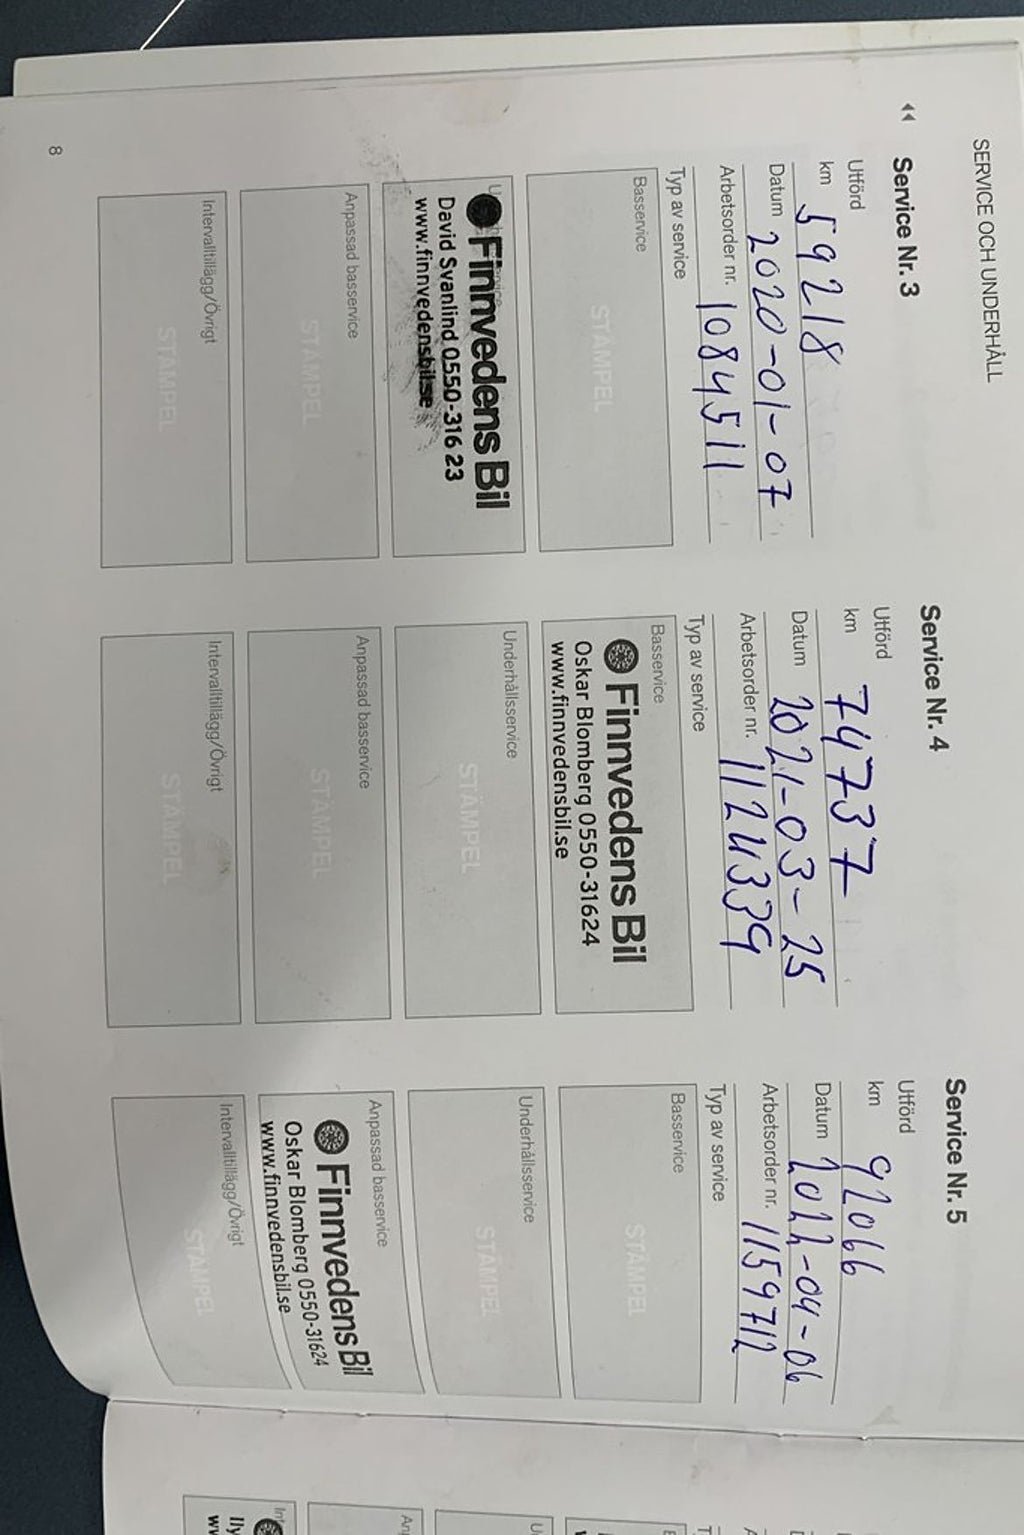 SERVICE OCH UNDERHÅLL
Service Nr. 3
Utförd
km 59218
Datum 2020-01-07
Arbetsorder nr. 1084511
Typ av service
Basservice
STÄMPEL
Finnvedens Bil
David Svanlind 0550-316 23
www.finnvedensbil.se
Anpassad basservice
STÄMPEL
Intervalltillägg/Övrigt
STÄMPEL
Service Nr. 4
Utförd
km 74737
Datum 2021-03-25
Arbetsorder nr. 1124339
Typ av service
Basservice
Finnvedens Bil
Oskar Blomberg 0550-31624
www.finnvedensbil.se
Underhållsservice
STÄMPEL
Anpassad basservice
STÄMPEL
Intervalltillägg/Övrigt
STÄMPEL
Service Nr. 5
Utförd
km 92066
Datum 2022-04-06
Arbetsorder nr. 1159712
Typ av service
Basservice
STÄMPEL
Underhållsservice
STÄMPEL
Anpassad basservice
Finnvedens Bil
Oskar Blomberg 0550-31624
www.finnvedensbil.se
Intervalltillägg/Övrigt
STÄMPEL
8